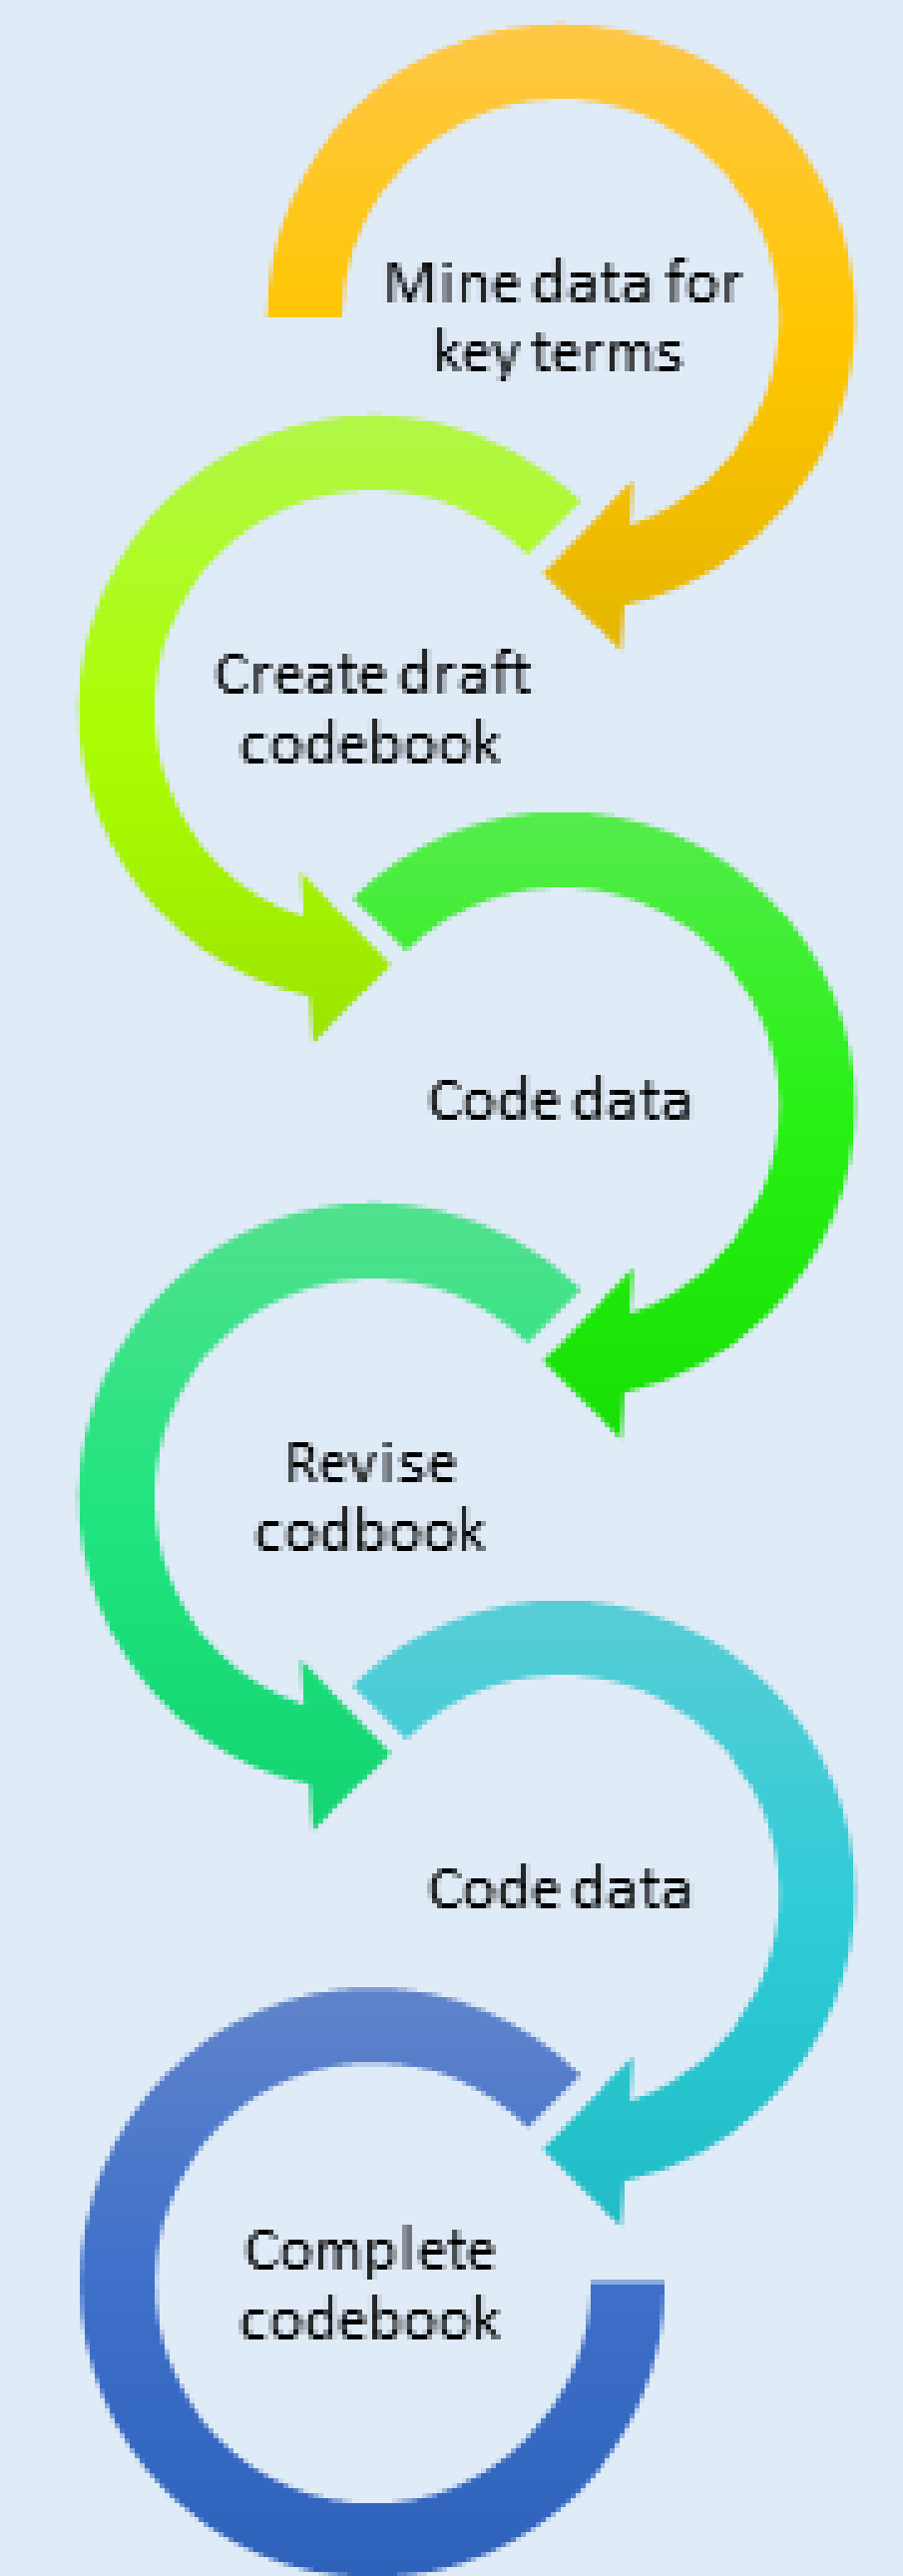 Mine data for
key terms
Create draft
codebook
Code data
Revise
codbook
Code data
Complete
codebook